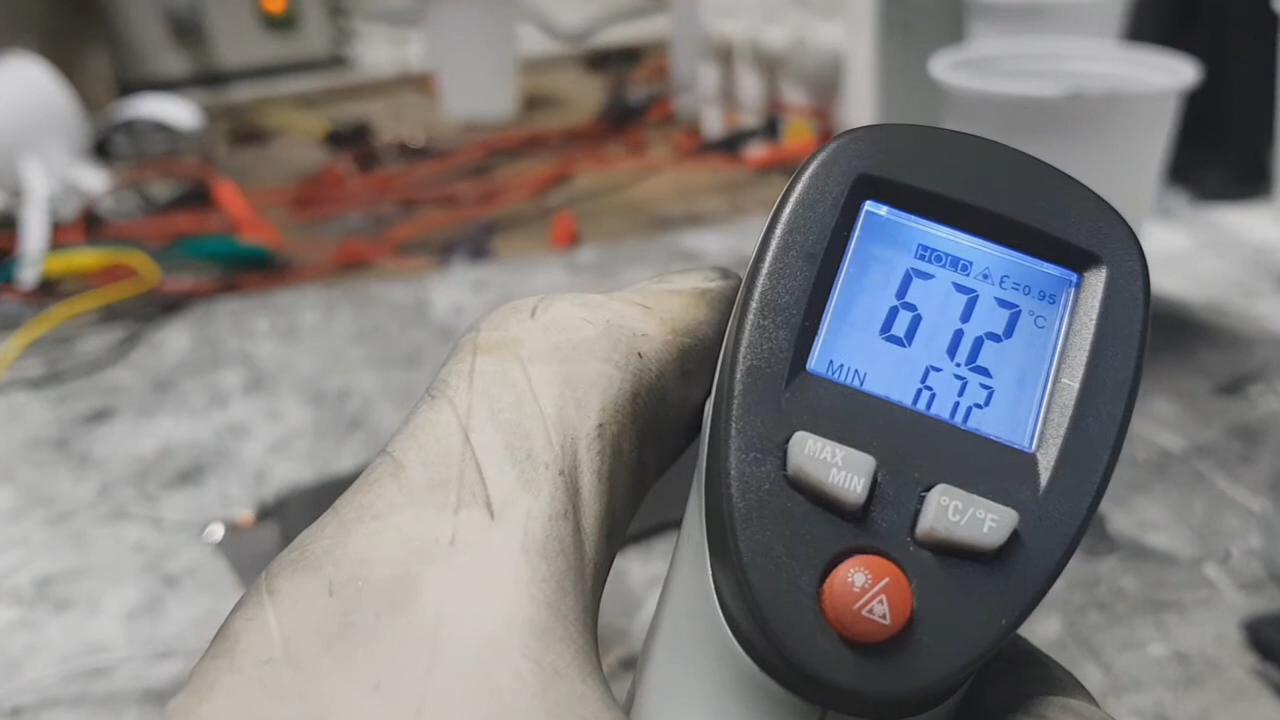 HOLD ε=0.95
67.2 °C
MIN 67.2
MAX
MIN
°C/°F